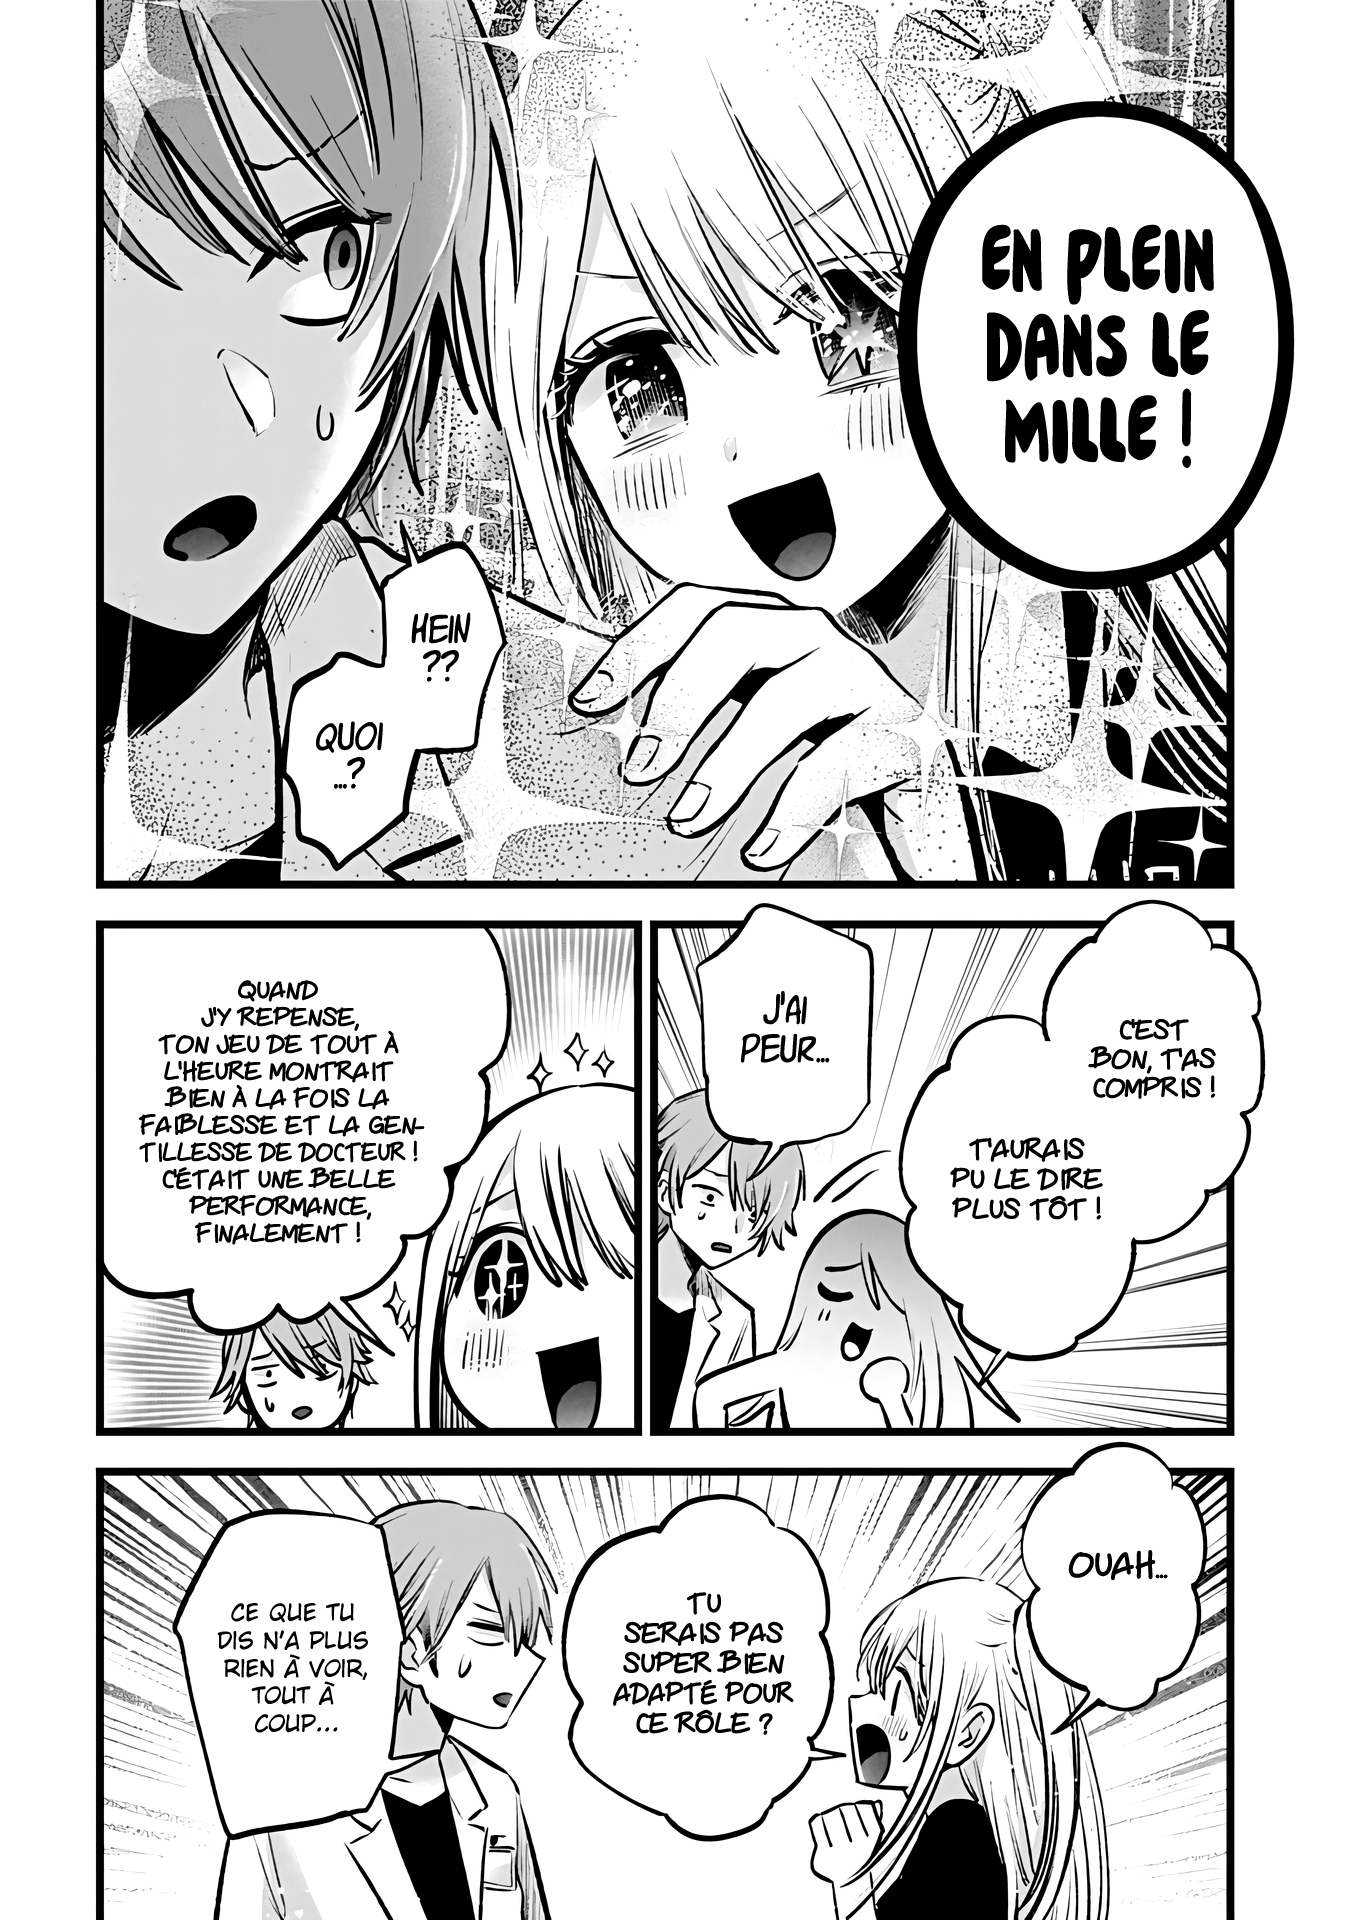 EN PLEIN
DANS LE
MILLE !
HEIN
??
QUOI
...?
C'EST
BON, T'AS
COMPRIS !
T'AURAIS
PU LE DIRE
PLUS TÔT !
J'AI
PEUR...
QUAND
J'Y REPENSE,
TON JEU DE TOUT À
L'HEURE MONTRAIT
BIEN À LA FOIS LA
FAIBLESSE ET LA GEN-
TILLESSE DE DOCTEUR !
C'ÉTAIT UNE BELLE
PERFORMANCE,
FINALEMENT !
OUAH...
TU
SERAIS PAS
SUPER BIEN
ADAPTÉ POUR
CE RÔLE ?
CE QUE TU
DIS N'A PLUS
RIEN À VOIR,
TOUT À
COUP...